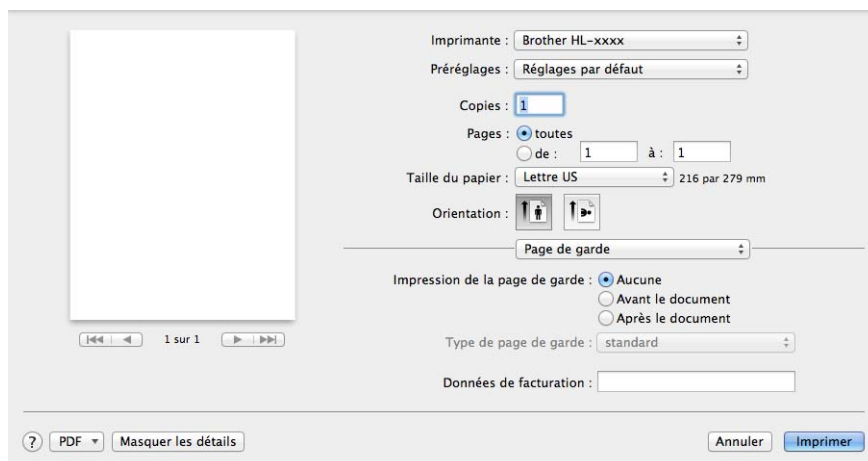 Imprimante : Brother HL-xxxx
Préréglages : Réglages par défaut
Copies : 1
Pages : toutes
de : 1 à : 1
Taille du papier : Lettre US 216 par 279 mm
Orientation :
Page de garde
Impression de la page de garde : Aucune
Avant le document
Après le document
Type de page de garde : standard
Données de facturation :
1 sur 1
? PDF Masquer les détails Annuler Imprimer